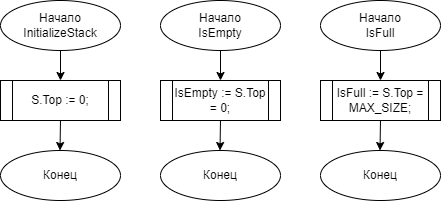 Начало
InitializeStack
S.Top := 0;
Конец
Начало
IsEmpty
IsEmpty := S.Top
= 0;
Конец
Начало
IsFull
IsFull := S.Top =
MAX_SIZE;
Конец